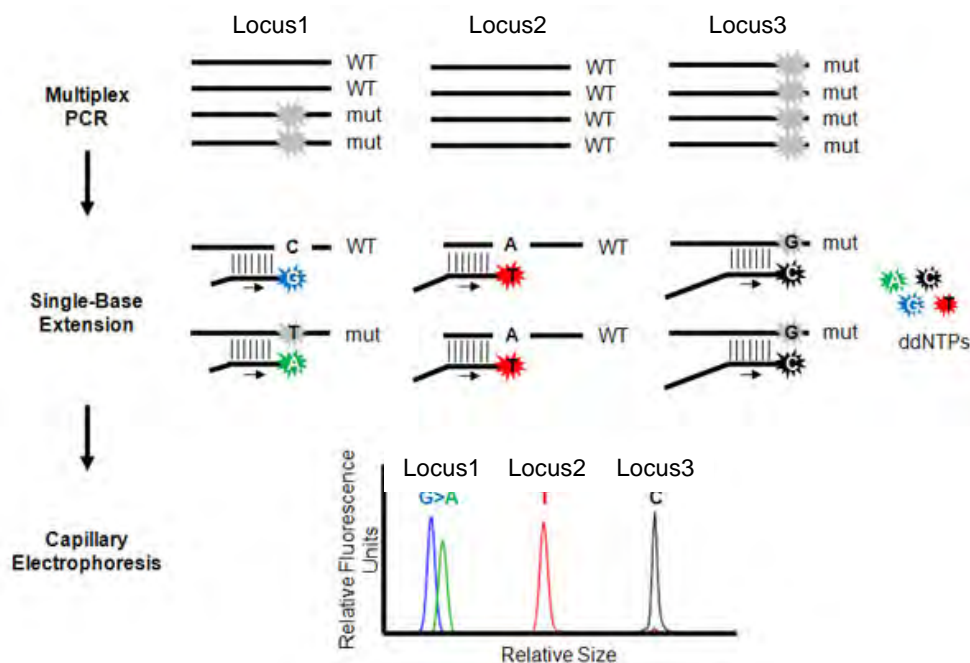 Locus1
Locus2
Locus3
Multiplex
PCR
WT
WT
mut
mut
WT
WT
WT
WT
mut
mut
mut
mut
Single-Base
Extension
C
WT
G
T
mut
A
A
WT
T
A
WT
T
G
mut
C
G
mut
C
A
C
G
T
ddNTPs
Capillary
Electrophoresis
Locus1
Locus2
Locus3
G>A
T
C
Relative Fluorescence
Units
Relative Size